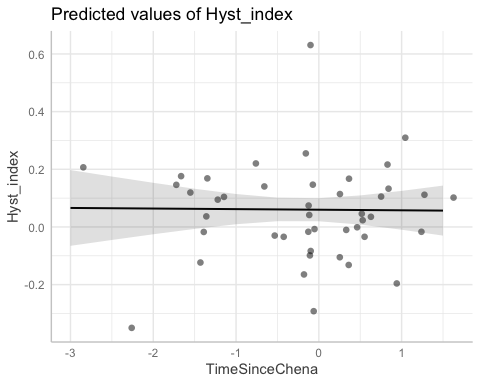 Predicted values of Hyst_index
0.6
0.4
0.2
0.0
-0.2
Hyst_index
-3 -2 -1 0 1
TimeSinceChena